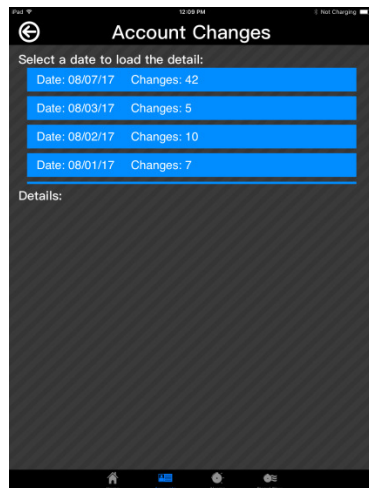 iPad
12:09 PM
Not Charging
Account Changes
Select a date to load the detail:
Date: 08/07/17 Changes: 42
Date: 08/03/17 Changes: 5
Date: 08/02/17 Changes: 10
Date: 08/01/17 Changes: 7
Details: